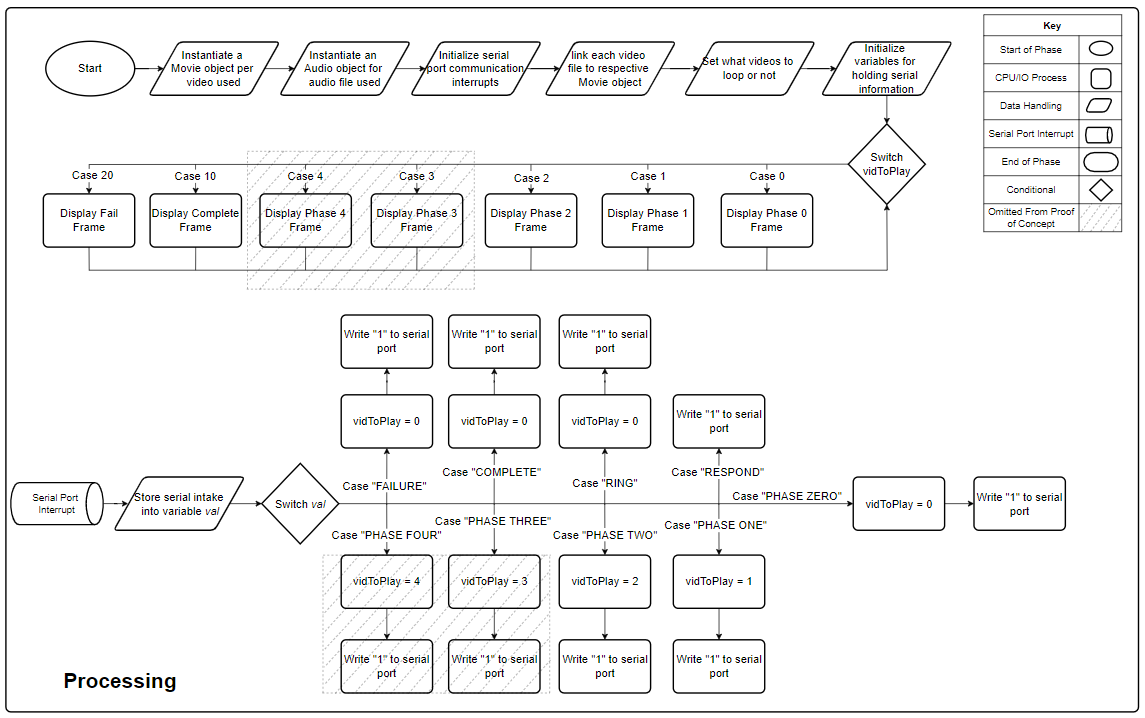 Key
Start of Phase
CPU/IO Process
Data Handling
Serial Port Interrupt
End of Phase
Conditional
Omitted From Proof
of Concept
Start
Instantiate a
Movie object per
video used
Instantiate an
Audio object for
audio file used
Initialize serial
port communication
interrupts
link each video
file to respective
Movie object
Set what videos to
loop or not
Initialize
variables for
holding serial
information
Switch
vidToPlay
Case 20
Case 10
Case 4
Case 3
Case 2
Case 1
Case 0
Display Fail
Frame
Display Complete
Frame
Display Phase 4
Frame
Display Phase 3
Frame
Display Phase 2
Frame
Display Phase 1
Frame
Display Phase 0
Frame
Write "1" to serial
port
Write "1" to serial
port
Write "1" to serial
port
vidToPlay = 0
vidToPlay = 0
vidToPlay = 0
Write "1" to serial
port
Case "FAILURE"
Case "COMPLETE"
Case "RING"
Case "RESPOND"
Serial Port
Interrupt
Store serial intake
into variable val
Switch val
Case "PHASE ZERO"
vidToPlay = 0
Write "1" to serial
port
Case "PHASE FOUR"
Case "PHASE THREE"
Case "PHASE TWO"
Case "PHASE ONE"
vidToPlay = 4
vidToPlay = 3
vidToPlay = 2
vidToPlay = 1
Write "1" to serial
port
Write "1" to serial
port
Write "1" to serial
port
Write "1" to serial
port
Processing